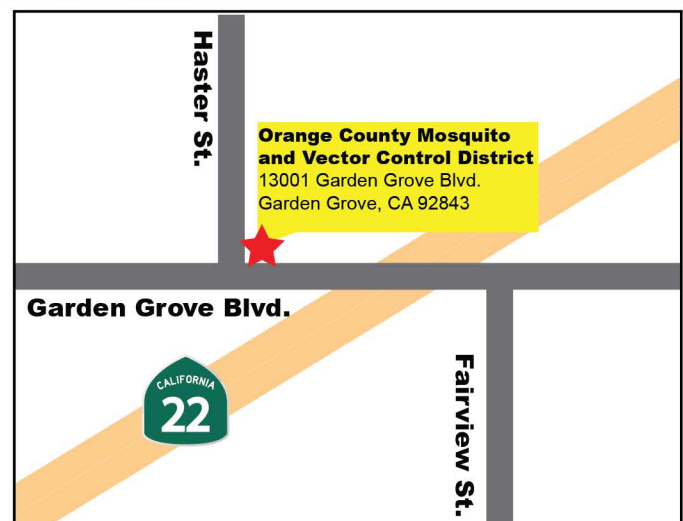 Haster St.
Orange County Mosquito
and Vector Control District
13001 Garden Grove Blvd.
Garden Grove, CA 92843
Garden Grove Blvd.
CALIFORNIA
22
Fairview St.